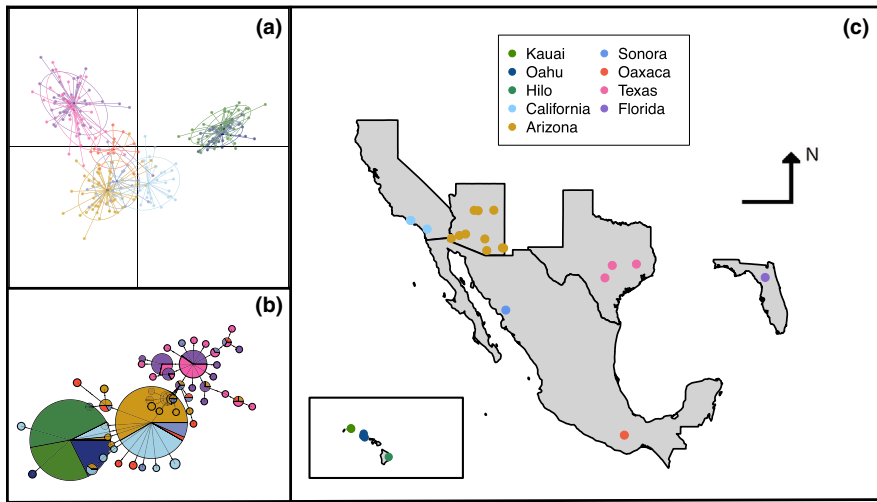 (a)
(b)
(c)
Kauai
Oahu
Hilo
California
Arizona
Sonora
Oaxaca
Texas
Florida
N